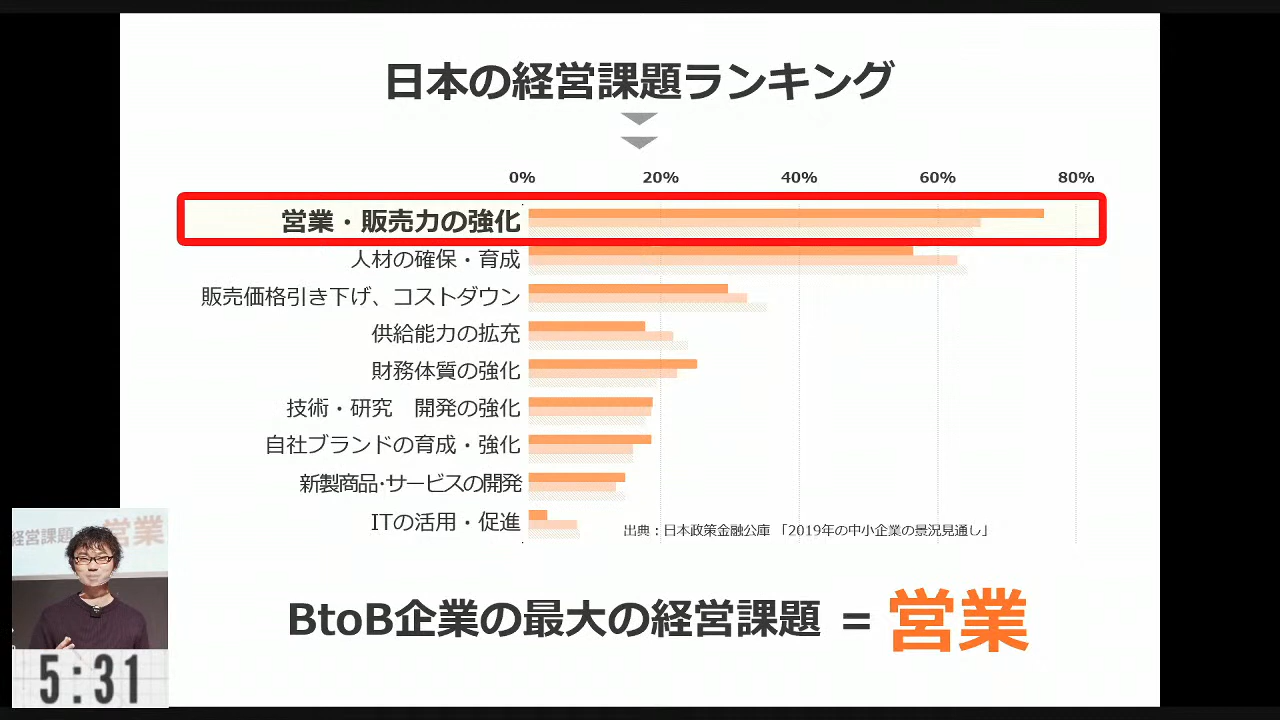 日本の経営課題ランキング
0% 20% 40% 60% 80%
営業・販売力の強化
人材の確保・育成
販売価格引き下げ、コストダウン
供給能力の拡充
財務体質の強化
技術・研究　開発の強化
自社ブランドの育成・強化
新製商品･サービスの開発
ITの活用・促進
出典：日本政策金融公庫 「2019年の中小企業の景況見通し」
BtoB企業の最大の経営課題 = 営業
経営課題 営業
5:31